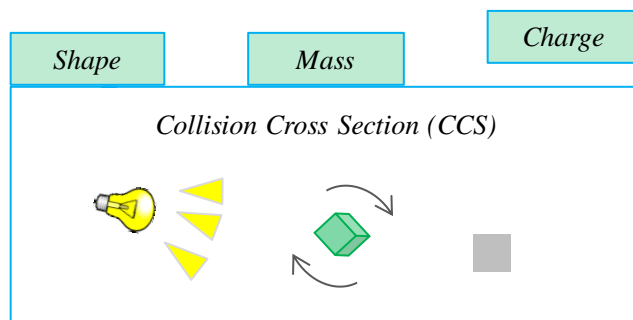 Charge
Shape
Mass
Collision Cross Section (CCS)